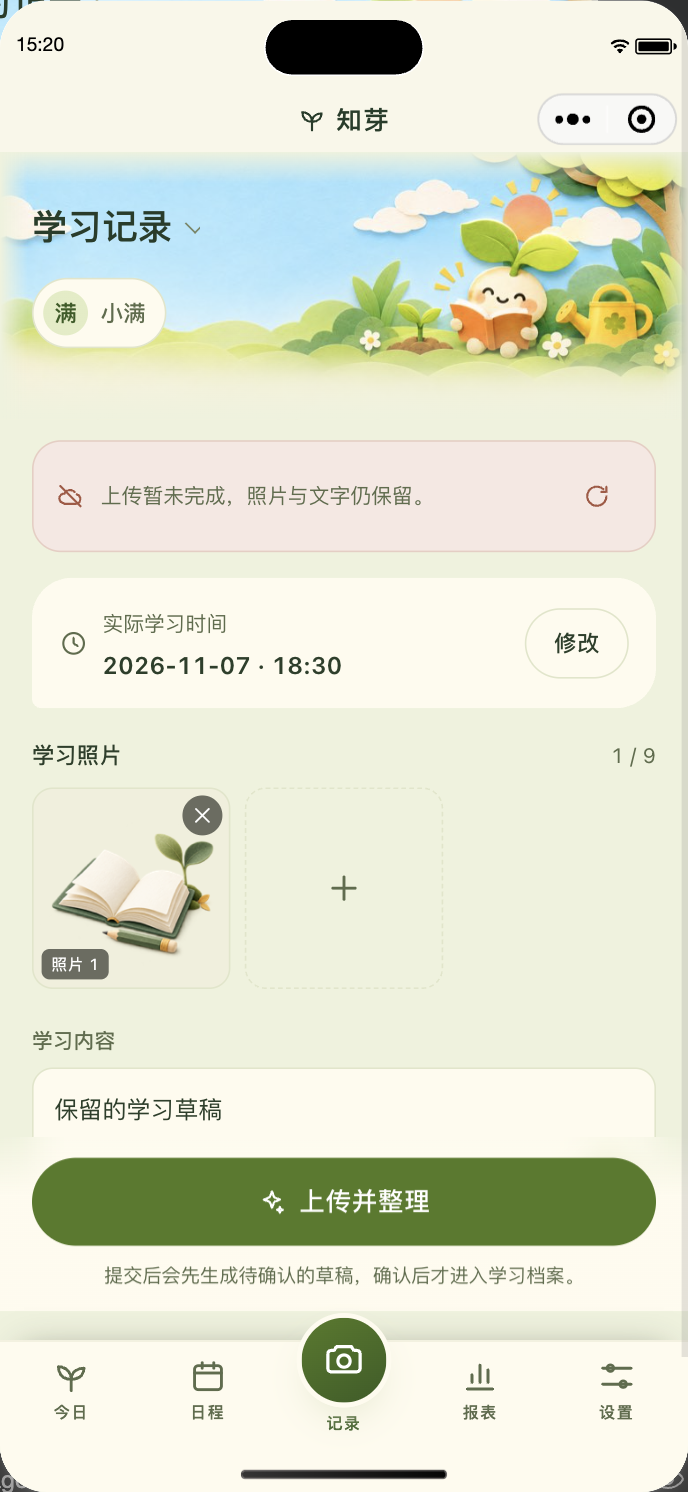 15:20
知芽
学习记录
满 小满
上传暂未完成，照片与文字仍保留。
实际学习时间
2026-11-07 · 18:30
修改
学习照片
1 / 9
照片 1
学习内容
保留的学习草稿
上传并整理
提交后会先生成待确认的草稿，确认后才进入学习档案。
今日
日程
记录
报表
设置